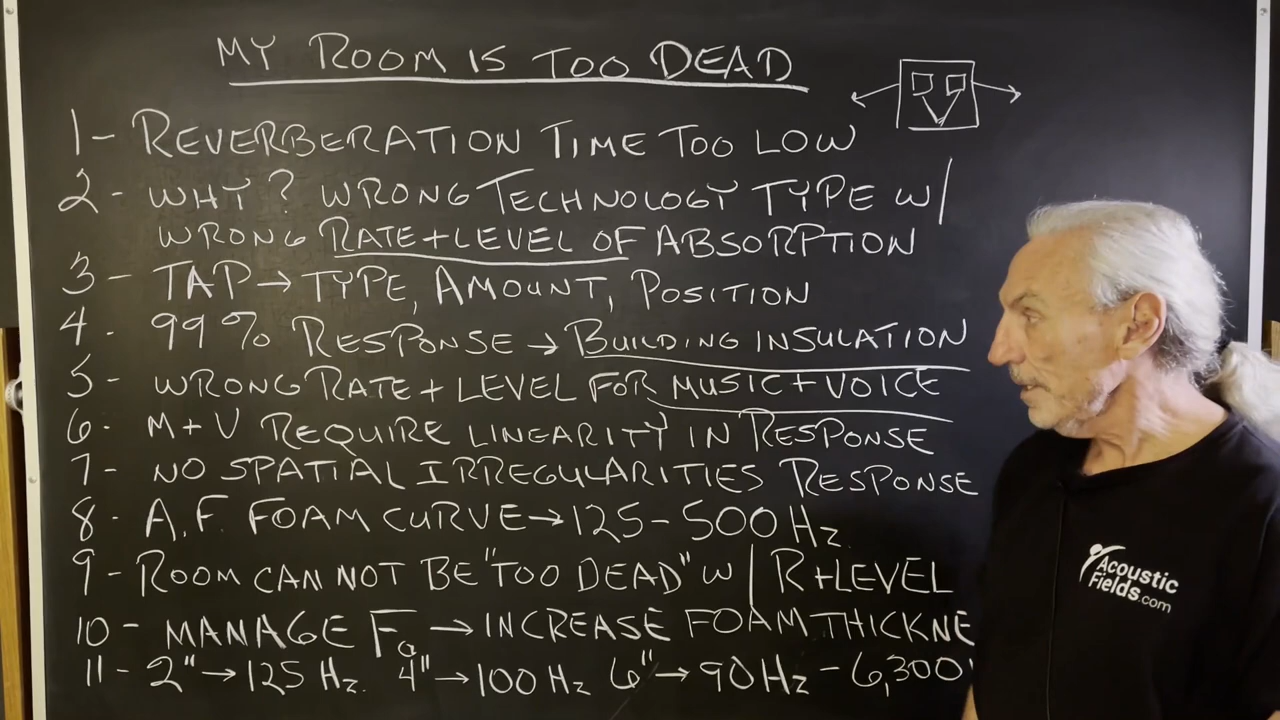 MY ROOM IS TOO DEAD
1- REVERBERATION TIME TOO LOW
2- WHY? WRONG TECHNOLOGY TYPE W/
WRONG RATE+LEVEL OF ABSORPTION
3- TAP→TYPE, AMOUNT, POSITION
4- 99% RESPONSE→BUILDING INSULATION
5- WRONG RATE+LEVEL FOR MUSIC+VOICE
6- M+V REQUIRE LINEARITY IN RESPONSE
7- NO SPATIAL IRREGULARITIES RESPONSE
8- A.F. FOAM CURVE→125-500 Hz
9- ROOM CAN NOT BE "TOO DEAD" W/R+LEVEL
10- MANAGE Fa→INCREASE FOAM THICKNE
11- 2"→125 Hz. 4"→100 Hz 6"→90 Hz-6,300
Acoustic
Fields.com